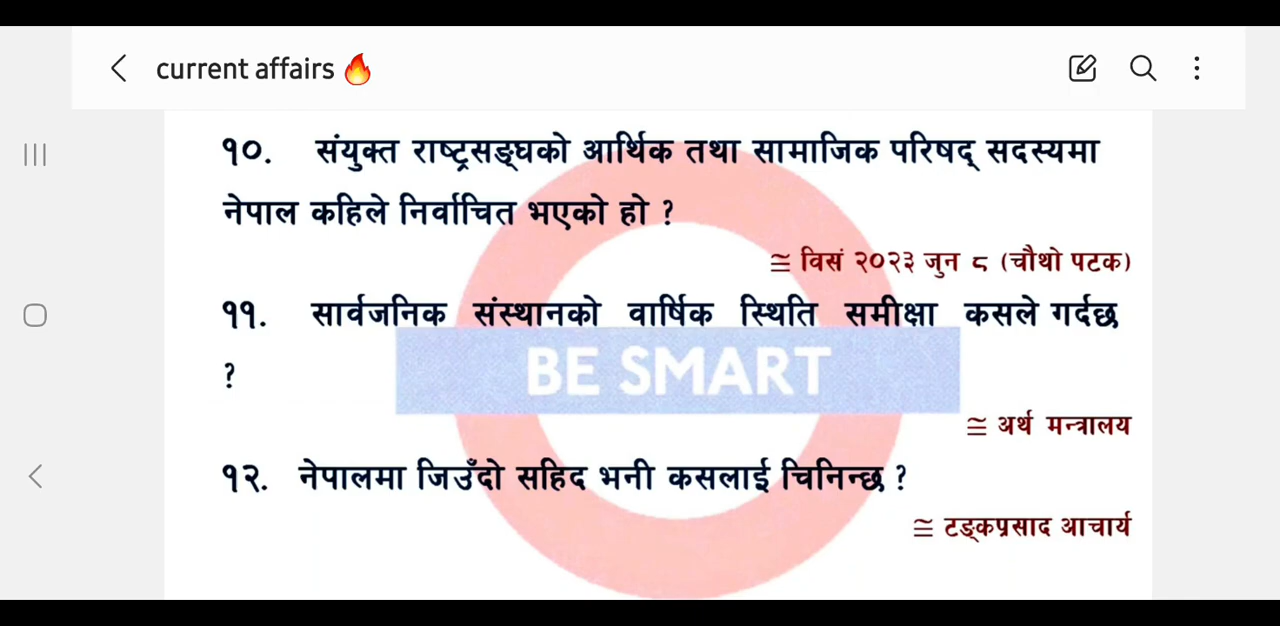 current affairs 🔥
१०. संयुक्त राष्ट्रसङ्घको आर्थिक तथा सामाजिक परिषद् सदस्यमा
नेपाल कहिले निर्वाचित भएको हो ?
≅ विसं २०२३ जुन ८ (चौथो पटक)
११. सार्वजनिक संस्थानको वार्षिक स्थिति समीक्षा कसले गर्दछ
?
BE SMART
≅ अर्थ मन्त्रालय
१२. नेपालमा जिउँदो सहिद भनी कसलाई चिनिन्छ ?
≅ टङ्कप्रसाद आचार्य